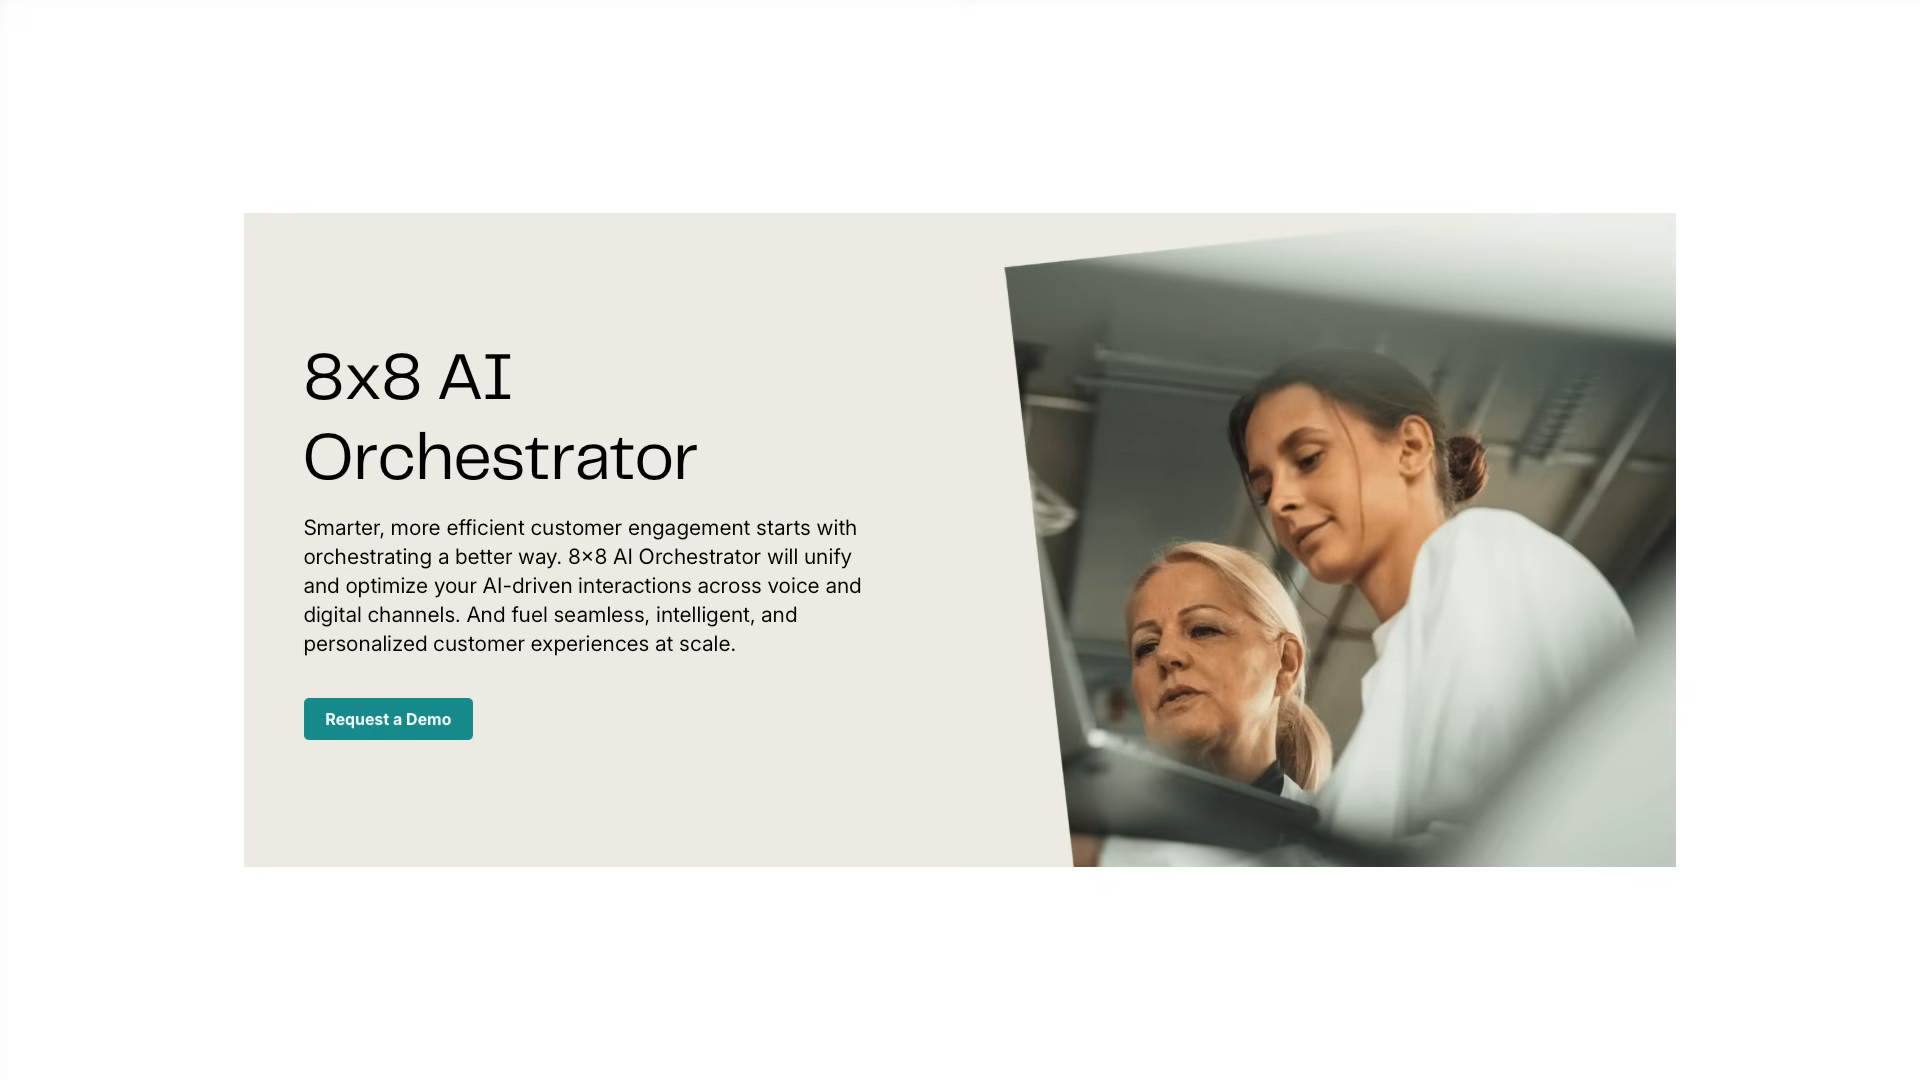 8x8 AI
Orchestrator
Smarter, more efficient customer engagement starts with
orchestrating a better way. 8×8 AI Orchestrator will unify
and optimize your AI-driven interactions across voice and
digital channels. And fuel seamless, intelligent, and
personalized customer experiences at scale.
Request a Demo